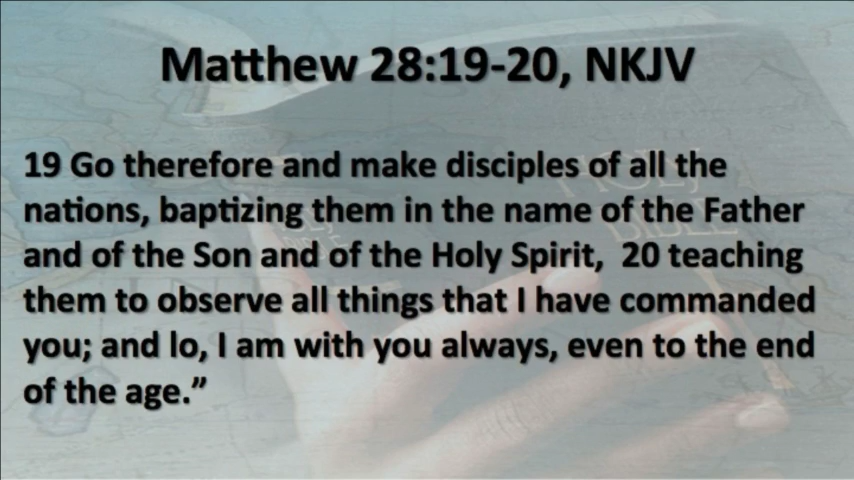 Matthew 28:19-20, NKJV
19 Go therefore and make disciples of all the
nations, baptizing them in the name of the Father
and of the Son and of the Holy Spirit,  20 teaching
them to observe all things that I have commanded
you; and lo, I am with you always, even to the end
of the age.”
HOLY
BIBLE